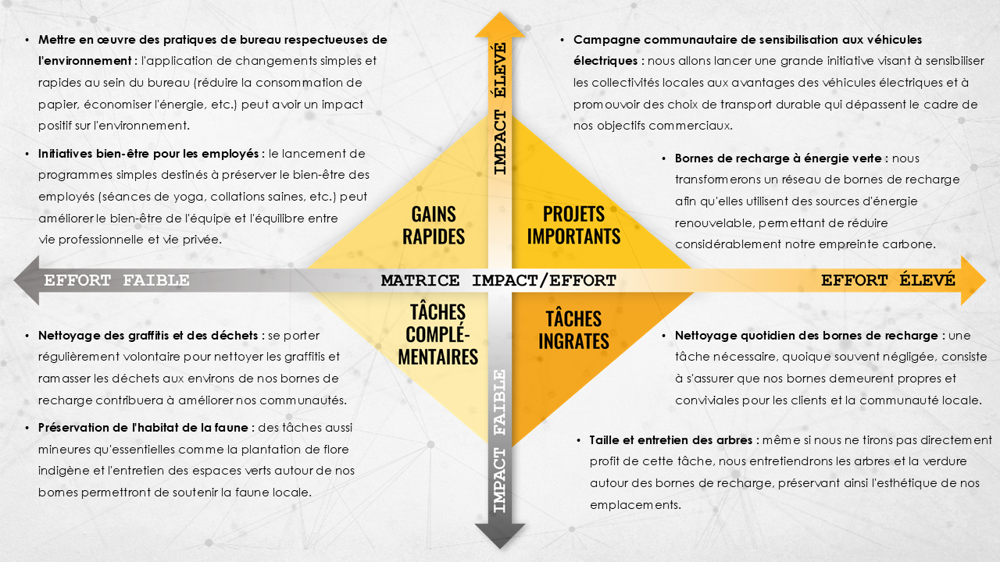 • Mettre en œuvre des pratiques de bureau respectueuses de
l'environnement : l'application de changements simples et
rapides au sein du bureau (réduire la consommation de
papier, économiser l'énergie, etc.) peut avoir un impact
positif sur l'environnement.
• Initiatives bien-être pour les employés : le lancement de
programmes simples destinés à préserver le bien-être des
employés (séances de yoga, collations saines, etc.) peut
améliorer le bien-être de l'équipe et l'équilibre entre
vie professionnelle et vie privée.
IMPACT ÉLEVÉ
• Campagne communautaire de sensibilisation aux véhicules
électriques : nous allons lancer une grande initiative visant à sensibiliser
les collectivités locales aux avantages des véhicules électriques et à
promouvoir des choix de transport durable qui dépassent le cadre de
nos objectifs commerciaux.
• Bornes de recharge à énergie verte : nous
transformerons un réseau de bornes de recharge
afin qu'elles utilisent des sources d'énergie
renouvelable, permettant de réduire
considérablement notre empreinte carbone.
GAINS
RAPIDES
PROJETS
IMPORTANTS
EFFORT FAIBLE
MATRICE IMPACT/EFFORT
EFFORT ÉLEVÉ
TÂCHES
COMPLÉ-
MENTAIRES
TÂCHES
INGRATES
• Nettoyage des graffitis et des déchets : se porter
régulièrement volontaire pour nettoyer les graffitis et
ramasser les déchets aux environs de nos bornes de
recharge contribuera à améliorer nos communautés.
• Préservation de l'habitat de la faune : des tâches aussi
mineures qu'essentielles comme la plantation de flore
indigène et l'entretien des espaces verts autour de nos
bornes permettront de soutenir la faune locale.
IMPACT FAIBLE
• Nettoyage quotidien des bornes de recharge : une
tâche nécessaire, quoique souvent négligée, consiste
à s'assurer que nos bornes demeurent propres et
conviviales pour les clients et la communauté locale.
• Taille et entretien des arbres : même si nous ne tirons pas directement
profit de cette tâche, nous entretiendrons les arbres et la verdure
autour des bornes de recharge, préservant ainsi l'esthétique de nos
emplacements.